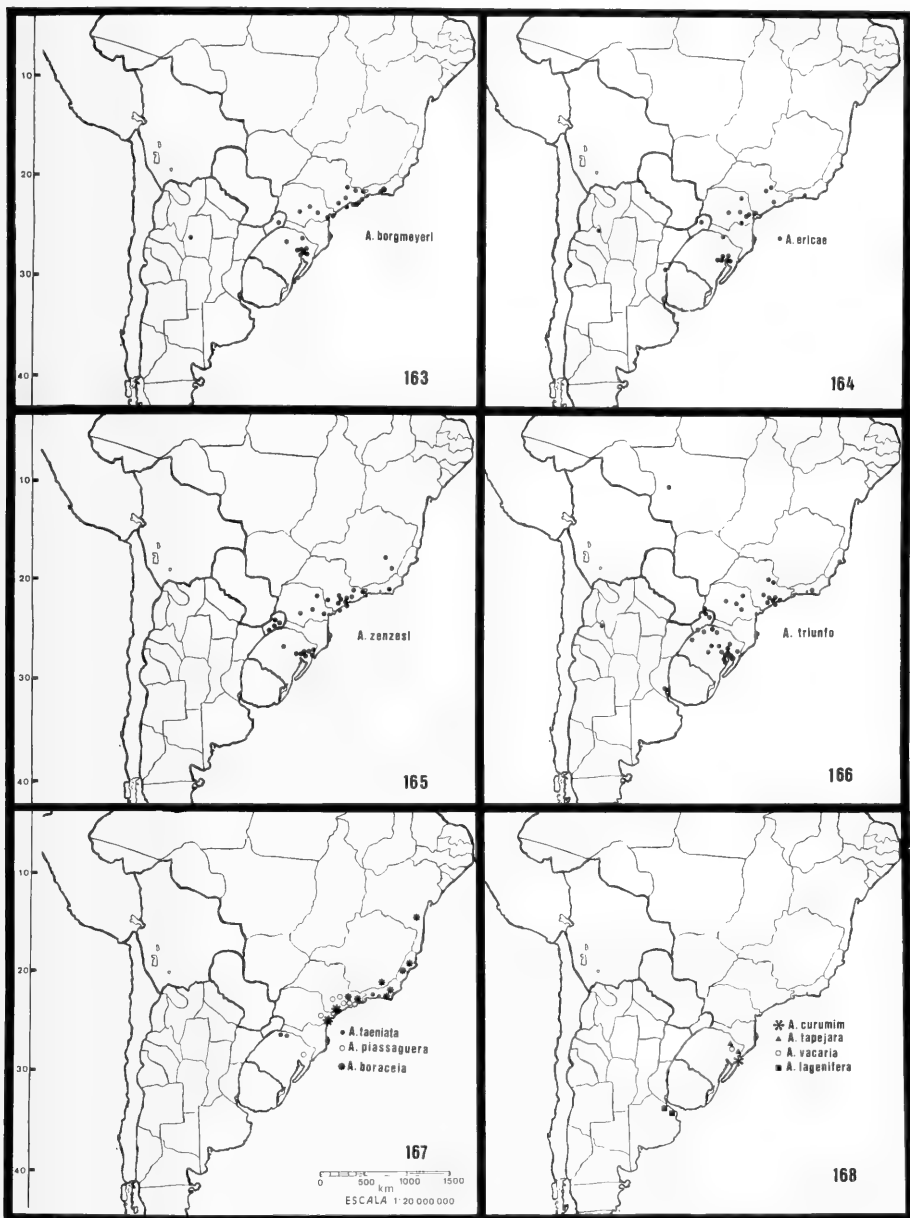 10
20
30
40
A. borgmeyeri
163
A. ericae
164
10
20
30
40
A. zenzesi
165
A. triunfo
166
10
20
30
40
A. taeniata
A. piassaguera
A. boraceia
167
0 500 1000 1500
km
ESCALA 1:20 000 000
A. curumim
A. tapejara
A. vacaria
A. lagenifera
168